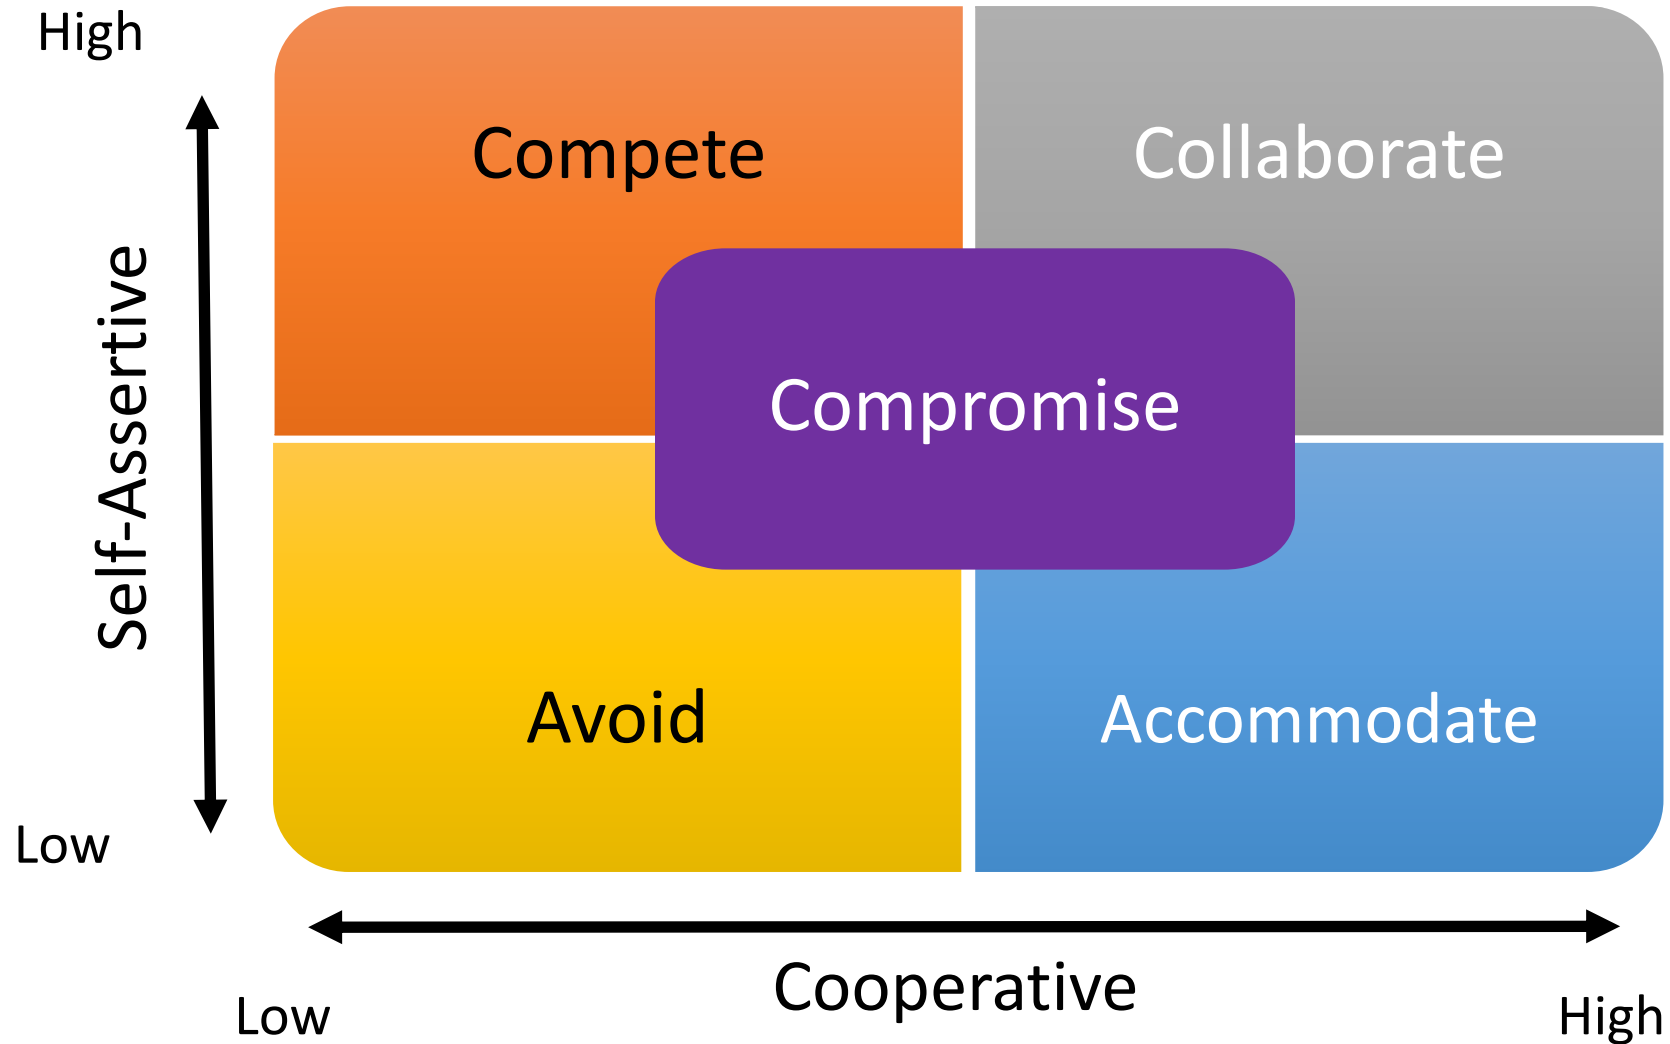 High
Compete
Collaborate
Self-Assertive
Compromise
Avoid
Accommodate
Low
Cooperative
Low
High